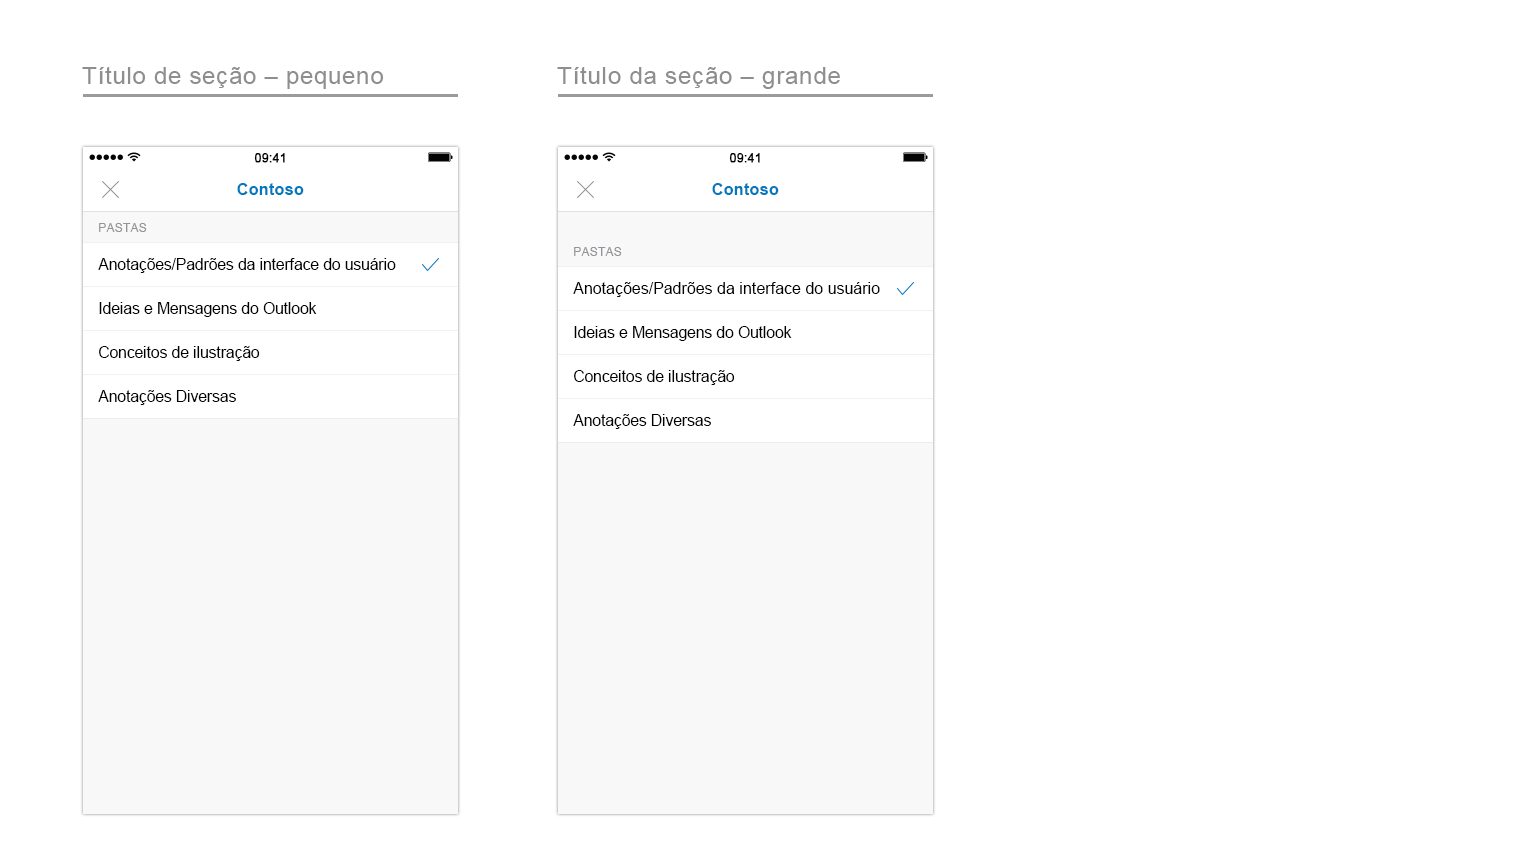 Título de seção – pequeno
09:41
Contoso
PASTAS
Anotações/Padrões da interface do usuário
Ideias e Mensagens do Outlook
Conceitos de ilustração
Anotações Diversas
Título da seção – grande
09:41
Contoso
PASTAS
Anotações/Padrões da interface do usuário
Ideias e Mensagens do Outlook
Conceitos de ilustração
Anotações Diversas